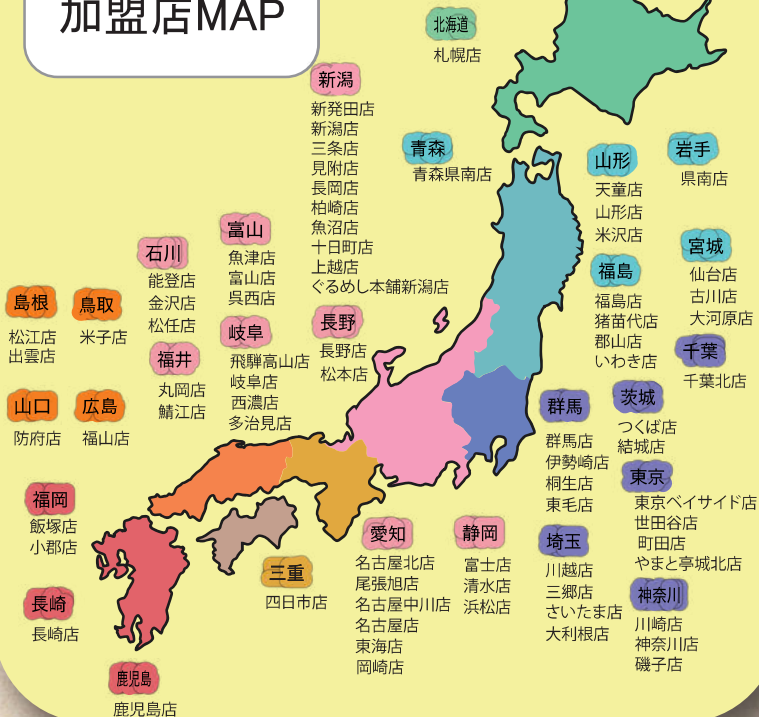 加盟店MAP
北海道
札幌店
新潟
新発田店
新潟店
三条店
見附店
長岡店
柏崎店
魚沼店
十日町店
上越店
ぐるめし本舗新潟店
青森
青森県南店
山形
天童店
山形店
米沢店
岩手
県南店
宮城
仙台店
古川店
大河原店
福島
福島店
猪苗代店
郡山店
いわき店
富山
魚津店
富山店
呉西店
石川
能登店
金沢店
松任店
福井
丸岡店
鯖江店
岐阜
飛騨高山店
岐阜店
西濃店
多治見店
長野
長野店
松本店
島根
松江店
出雲店
鳥取
米子店
山口
防府店
広島
福山店
千葉
千葉北店
茨城
つくば店
結城店
群馬
群馬店
伊勢崎店
桐生店
東毛店
東京
東京ベイサイド店
世田谷店
町田店
やまと亭城北店
埼玉
川越店
三郷店
さいたま店
大利根店
神奈川
川崎店
神奈川店
磯子店
福岡
飯塚店
小郡店
長崎
長崎店
鹿児島
鹿児島店
三重
四日市店
愛知
名古屋北店
尾張旭店
名古屋中川店
名古屋店
東海店
岡崎店
静岡
富士店
清水店
浜松店